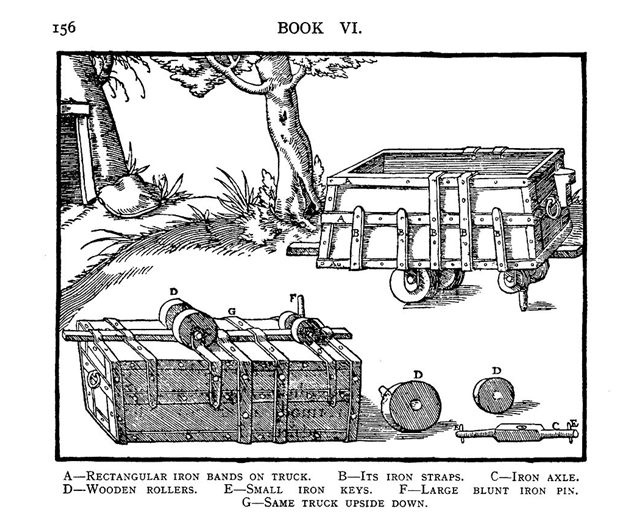 156
BOOK VI.
A
A B B B B B
A
D G F
D D
E C E
A—Rectangular iron bands on truck. B—Its iron straps. C—Iron axle.
D—Wooden rollers. E—Small iron keys. F—Large blunt iron pin.
G—Same truck upside down.